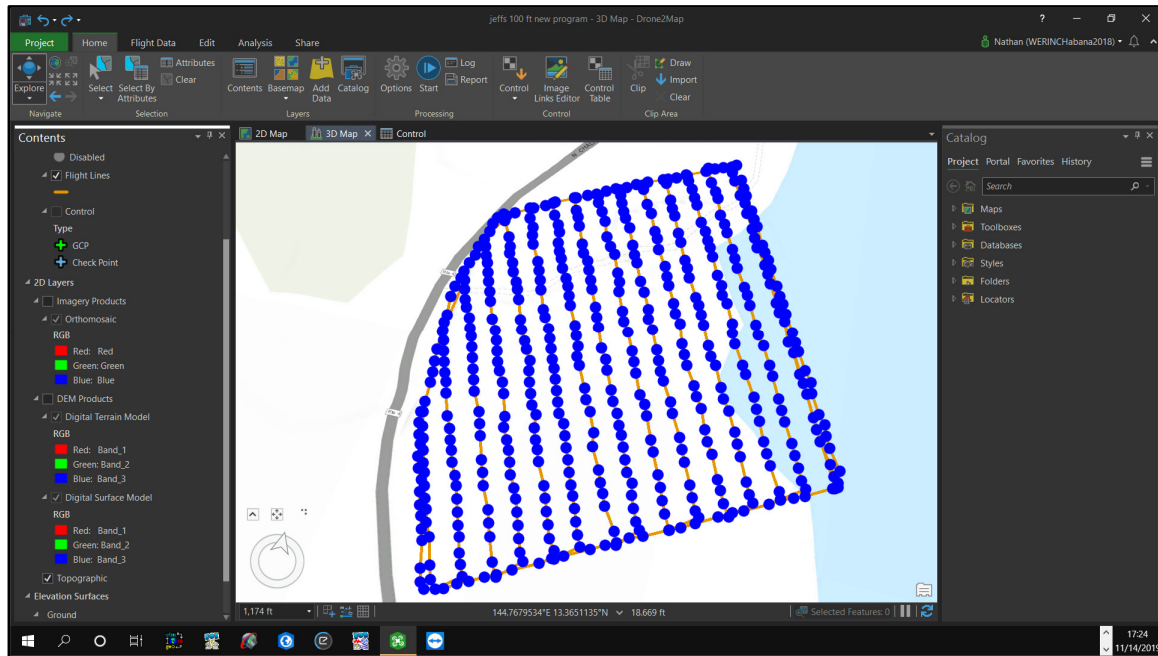 jeffs 100 ft new program - 3D Map - Drone2Map
Project Home Flight Data Edit Analysis Share
Nathan (WERINCHabana2018)
Explore
Navigate
Select
Select By Attributes
Attributes
Clear
Selection
Contents
Basemap
Add Data
Catalog
Layers
Options
Start
Log
Report
Processing
Control
Image Links Editor
Control Table
Control
Clip
Draw
Import
Clear
Clip Area
Contents
Disabled
Flight Lines
Control
Type
GCP
Check Point
2D Layers
Imagery Products
Orthomosaic
RGB
Red: Red
Green: Green
Blue: Blue
DEM Products
Digital Terrain Model
RGB
Red: Band_1
Green: Band_2
Blue: Band_3
Digital Surface Model
RGB
Red: Band_1
Green: Band_2
Blue: Band_3
Topographic
Elevation Surfaces
Ground
2D Map 3D Map Control
1,174 ft
144.7679534°E 13.3651135°N 18.669 ft
Selected Features: 0
Catalog
Project Portal Favorites History
Search
Maps
Toolboxes
Databases
Styles
Folders
Locators
17:24
11/14/2019